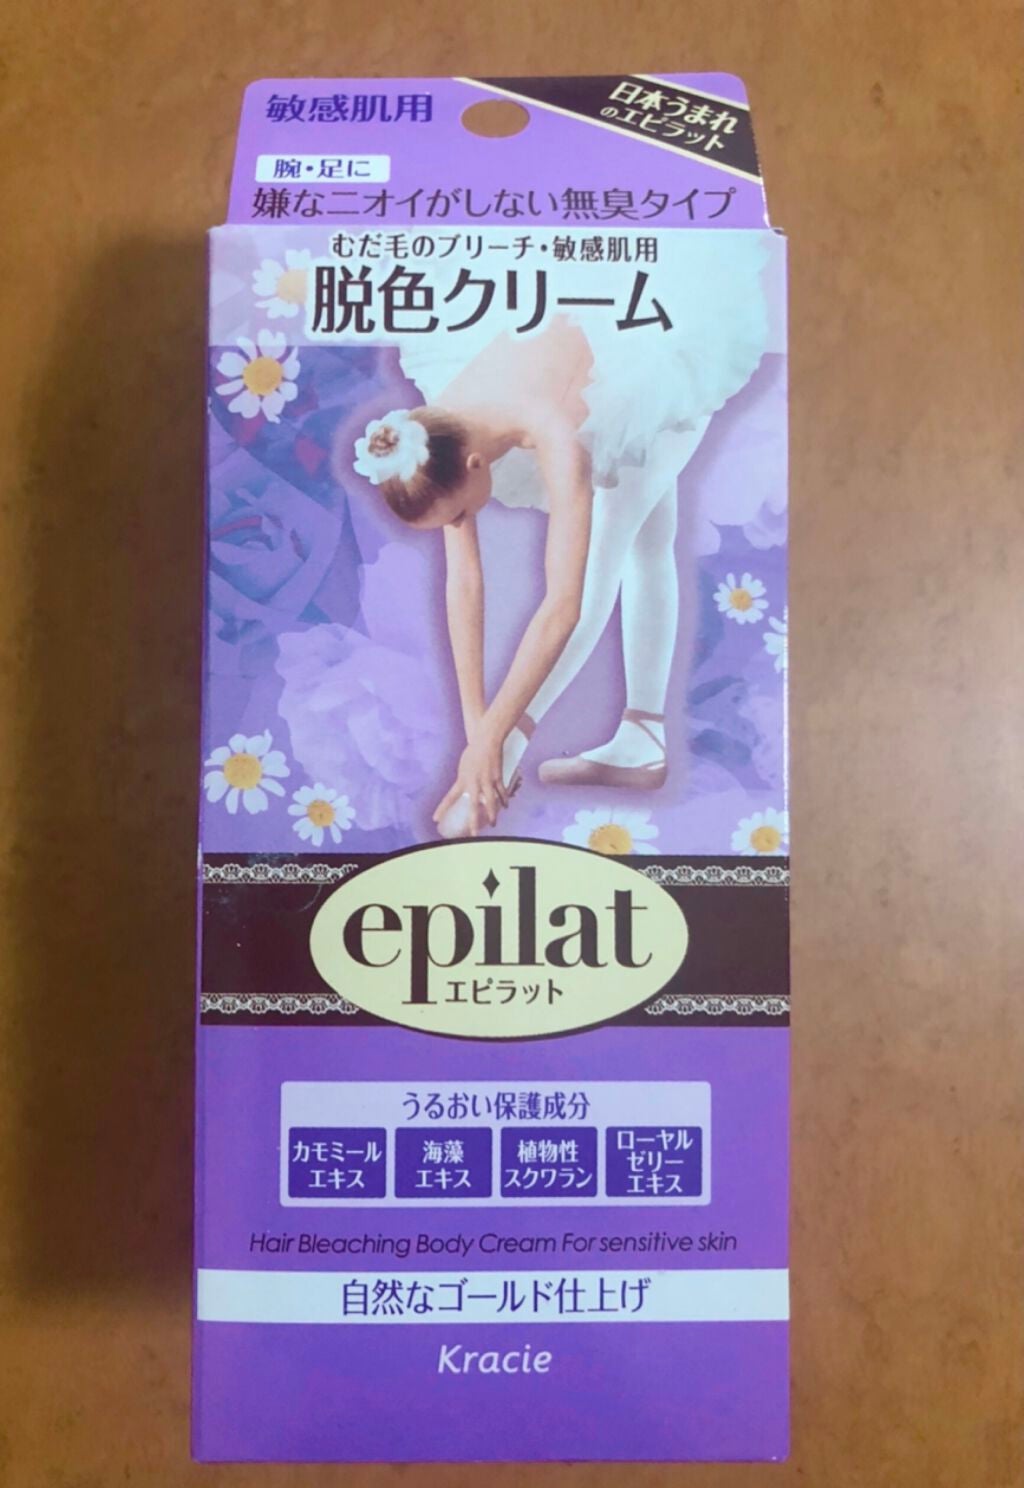 敏感肌用
日本うまれ
のエピラット
腕・足に
嫌なニオイがしない無臭タイプ
むだ毛のブリーチ・敏感肌用
脱色クリーム
epilat
エピラット
うるおい保護成分
カモミール
エキス
海藻
エキス
植物性
スクワラン
ローヤル
ゼリー
エキス
Hair Bleaching Body Cream For sensitive skin
自然なゴールド仕上げ
Kracie